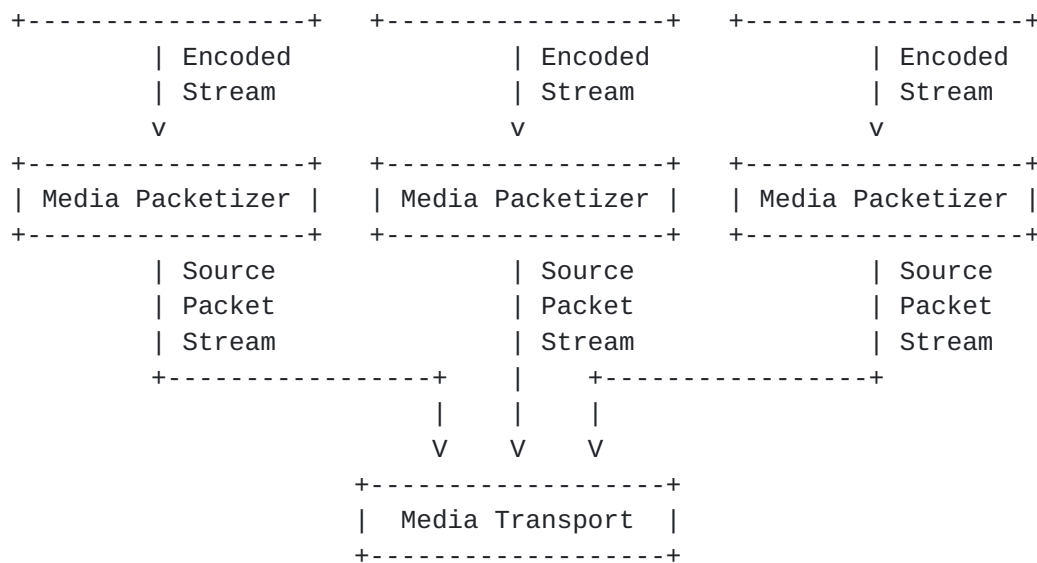 +------------------+   +-------------------+   +-------------------+
         | Encoded              | Encoded                | Encoded
         | Stream               | Stream                 | Stream
         v                      v                        v
+------------------+   +-------------------+   +-------------------+
| Media Packetizer |   | Media Packetizer |   | Media Packetizer |
+------------------+   +-------------------+   +-------------------+
         | Source               | Source                 | Source
         | Packet               | Packet                 | Packet
         | Stream               | Stream                 | Stream
         +-----------------+    |    +-----------------+
                           |    |    |
                           V    V    V
                      +-------------------+
                      |  Media Transport  |
                      +-------------------+